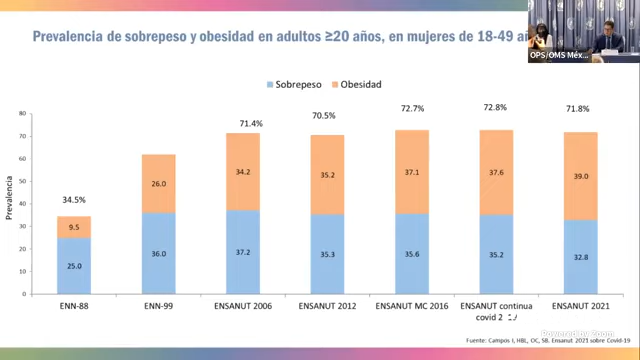 Prevalencia de sobrepeso y obesidad en adultos ≥20 años, en mujeres de 18-49
OPS/OMS Méx...
Sobrepeso Obesidad
80
70
60
50
40
30
20
10
0
Prevalencia
34.5% 71.4% 70.5% 72.7% 72.8% 71.8%
9.5 26.0 34.2 35.2 37.1 37.6 39.0
25.0 36.0 37.2 35.3 35.6 35.2 32.8
ENN-88 ENN-99 ENSANUT 2006 ENSANUT 2012 ENSANUT MC 2016 ENSANUT continua ENSANUT 2021
covid
Powered by Zoom
Fuente: Campos I, HBL, OC, SB. Ensanut 2021 sobre Covid-19